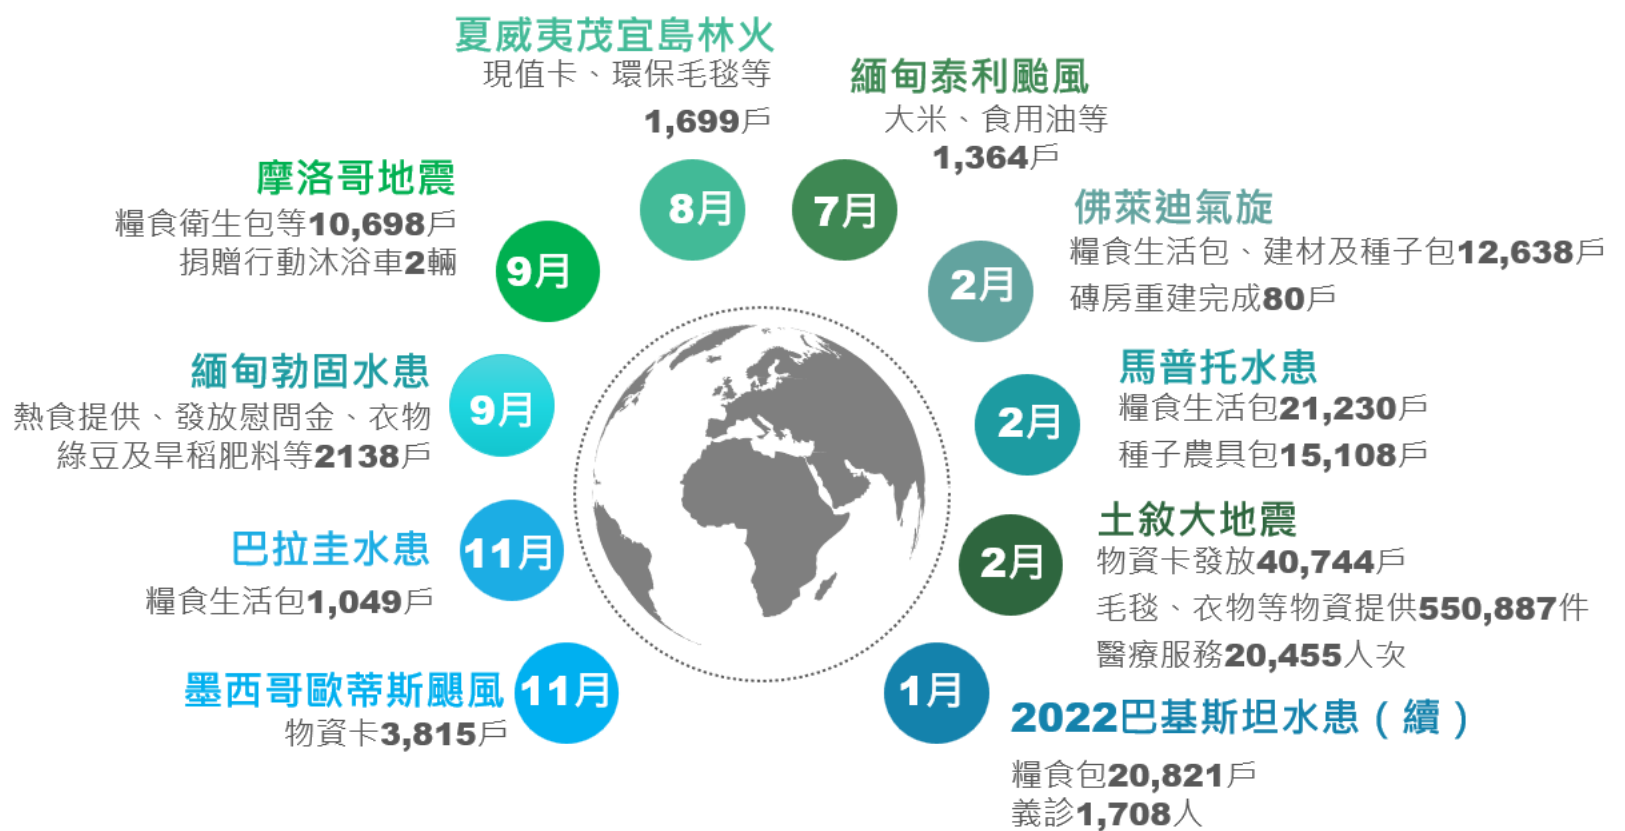 夏威夷茂宜島林火
現值卡、環保毛毯等
1,699戶
8月
緬甸泰利颱風
大米、食用油等
1,364戶
7月
佛萊迪氣旋
糧食生活包、建材及種子包12,638戶
磚房重建完成80戶
2月
馬普托水患
糧食生活包21,230戶
種子農具包15,108戶
2月
土敘大地震
物資卡發放40,744戶
毛毯、衣物等物資提供550,887件
醫療服務20,455人次
2月
2022巴基斯坦水患（續）
糧食包20,821戶
義診1,708人
1月
摩洛哥地震
糧食衛生包等10,698戶
捐贈行動沐浴車2輛
9月
緬甸勃固水患
熱食提供、發放慰問金、衣物
綠豆及旱稻肥料等2138戶
9月
巴拉圭水患
糧食生活包1,049戶
11月
墨西哥歐蒂斯颶風
物資卡3,815戶
11月